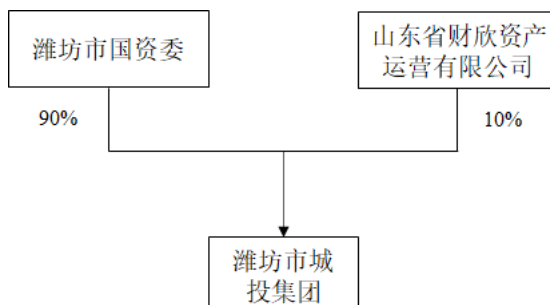 潍坊市国资委
山东省财欣资产
运营有限公司
90%
10%
潍坊市城
投集团